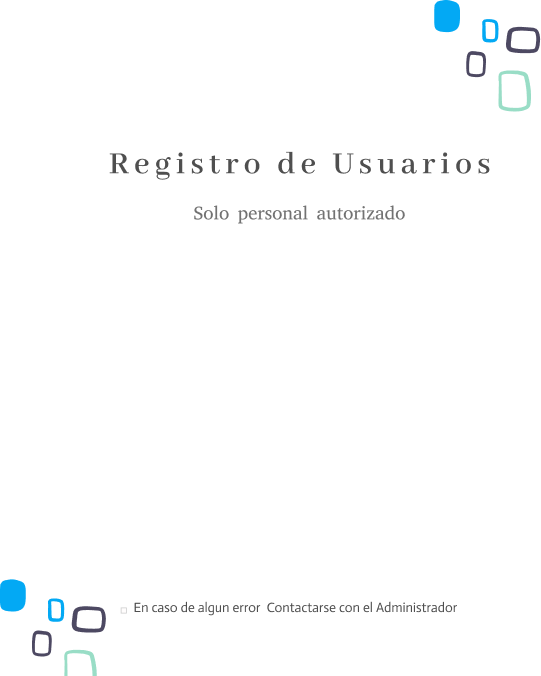 Registro de Usuarios
Solo personal autorizado
En caso de algun error Contactarse con el Administrador